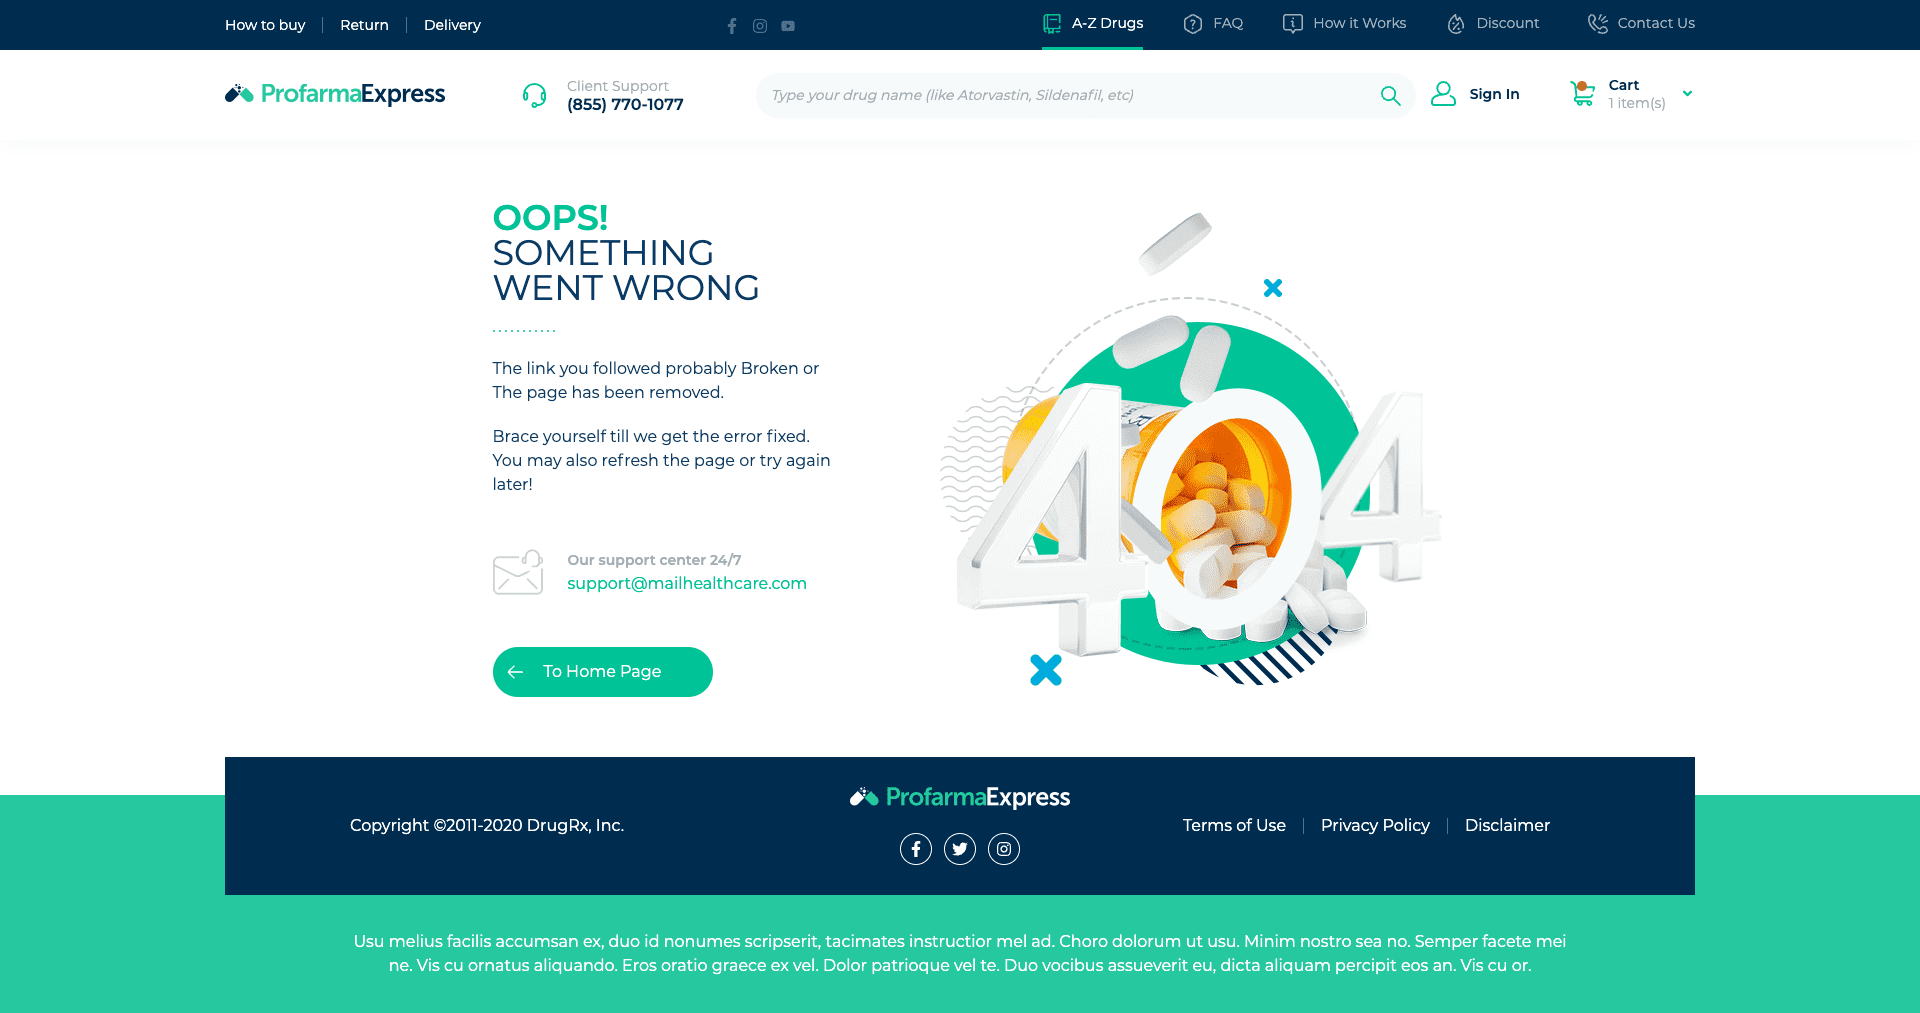 How to buy
Return
Delivery
A-Z Drugs
FAQ
How it Works
Discount
Contact Us
ProfarmaExpress
Client Support
(855) 770-1077
Type your drug name (like Atorvastin, Sildenafil, etc)
Sign In
Cart
1 item(s)
OOPS!
SOMETHING
WENT WRONG
The link you followed probably Broken or
The page has been removed.
Brace yourself till we get the error fixed.
You may also refresh the page or try again
later!
Our support center 24/7
support@mailhealthcare.com
To Home Page
404
ProfarmaExpress
Copyright ©2011-2020 DrugRx, Inc.
Terms of Use
Privacy Policy
Disclaimer
Usu melius facilis accumsan ex, duo id nonumes scripserit, tacimates instructior mel ad. Choro dolorum ut usu. Minim nostro sea no. Semper facete mei
ne. Vis cu ornatus aliquando. Eros oratio graece ex vel. Dolor patrioque vel te. Duo vocibus assueverit eu, dicta aliquam percipit eos an. Vis cu or.